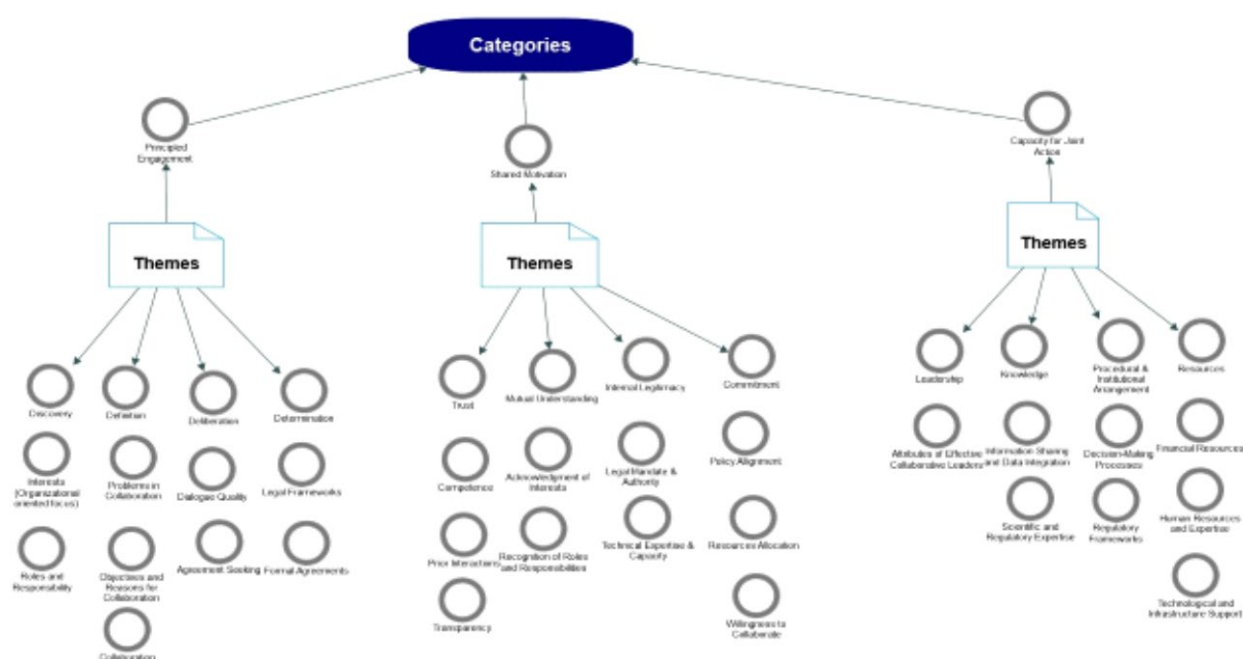 Categories
Principled
Engagement
Shared Motivation
Capacity for Joint
Action
Themes
Themes
Themes
Discovery
Definition
Deliberation
Determination
Trust
Mutual Understanding
Internal Legitimacy
Commitment
Leadership
Knowledge
Procedural &
Institutional
Arrangement
Resources
Interests
(Organizational
oriented focus)
Problems in
Collaboration
Dialogue Quality
Legal Frameworks
Competence
Acknowledgment of
Interests
Legal Mandate &
Authority
Policy Alignment
Attributes of Effective
Collaborative Leaders
Information Sharing
and Data Integration
Decision-Making
Processes
Financial Resources
Roles and
Responsibility
Objectives and
Reasons for
Collaboration
Agreement Seeking
Formal Agreements
Prior Interactions
Recognition of Roles
and Responsibilities
Technical Expertise &
Capacity
Resources Allocation
Scientific and
Regulatory Expertise
Regulatory
Frameworks
Human Resources
and Expertise
Collaboration
Transparency
Willingness to
Collaborate
Technological and
Infrastructure Support